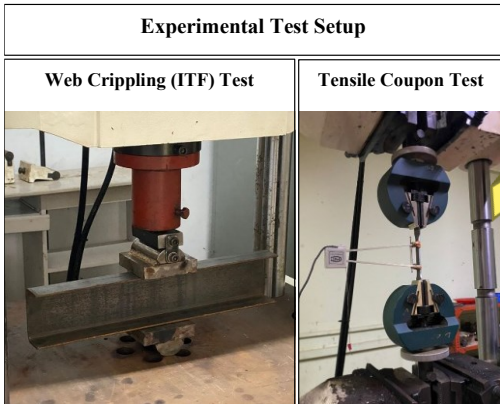 Experimental Test Setup
Web Crippling (ITF) Test
Tensile Coupon Test